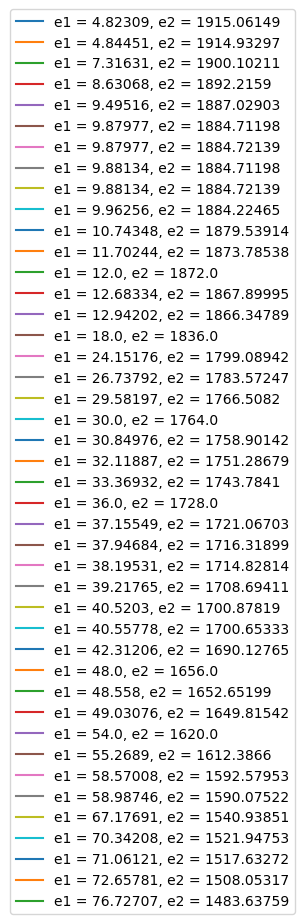 e1 = 4.82309, e2 = 1915.06149
e1 = 4.84451, e2 = 1914.93297
e1 = 7.31631, e2 = 1900.10211
e1 = 8.63068, e2 = 1892.2159
e1 = 9.49516, e2 = 1887.02903
e1 = 9.87977, e2 = 1884.71198
e1 = 9.87977, e2 = 1884.72139
e1 = 9.88134, e2 = 1884.71198
e1 = 9.88134, e2 = 1884.72139
e1 = 9.96256, e2 = 1884.22465
e1 = 10.74348, e2 = 1879.53914
e1 = 11.70244, e2 = 1873.78538
e1 = 12.0, e2 = 1872.0
e1 = 12.68334, e2 = 1867.89995
e1 = 12.94202, e2 = 1866.34789
e1 = 18.0, e2 = 1836.0
e1 = 24.15176, e2 = 1799.08942
e1 = 26.73792, e2 = 1783.57247
e1 = 29.58197, e2 = 1766.5082
e1 = 30.0, e2 = 1764.0
e1 = 30.84976, e2 = 1758.90142
e1 = 32.11887, e2 = 1751.28679
e1 = 33.36932, e2 = 1743.7841
e1 = 36.0, e2 = 1728.0
e1 = 37.15549, e2 = 1721.06703
e1 = 37.94684, e2 = 1716.31899
e1 = 38.19531, e2 = 1714.82814
e1 = 39.21765, e2 = 1708.69411
e1 = 40.5203, e2 = 1700.87819
e1 = 40.55778, e2 = 1700.65333
e1 = 42.31206, e2 = 1690.12765
e1 = 48.0, e2 = 1656.0
e1 = 48.558, e2 = 1652.65199
e1 = 49.03076, e2 = 1649.81542
e1 = 54.0, e2 = 1620.0
e1 = 55.2689, e2 = 1612.3866
e1 = 58.57008, e2 = 1592.57953
e1 = 58.98746, e2 = 1590.07522
e1 = 67.17691, e2 = 1540.93851
e1 = 70.34208, e2 = 1521.94753
e1 = 71.06121, e2 = 1517.63272
e1 = 72.65781, e2 = 1508.05317
e1 = 76.72707, e2 = 1483.63759